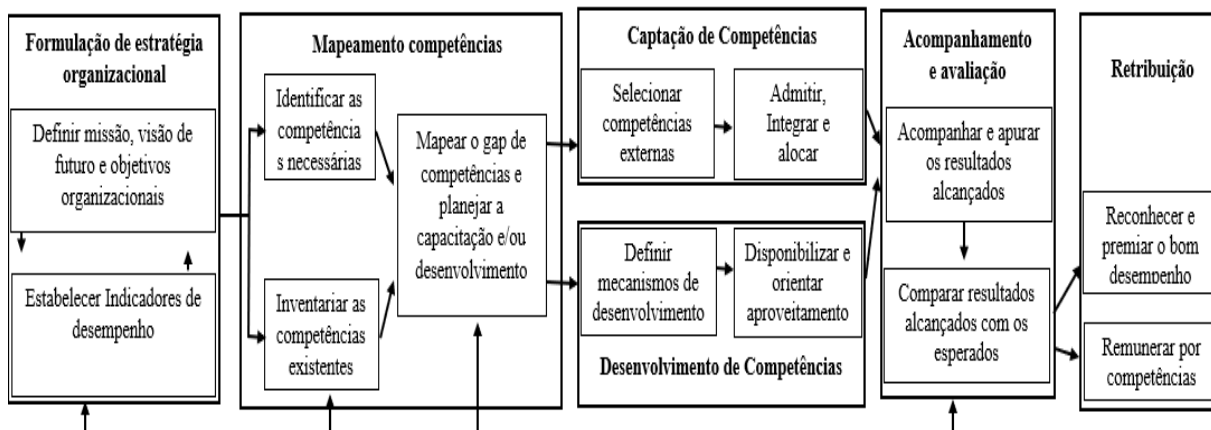 Formulação de estratégia
organizacional
Definir missão, visão de
futuro e objetivos
organizacionais
Estabelecer Indicadores de
desempenho
Mapeamento competências
Identificar as
competência
s necessárias
Inventariar as
competências
existentes
Mapear o gap de
competências e
planejar a
capacitação e/ou
desenvolvimento
Captação de Competências
Selecionar
competências
externas
Admitir,
Integrar e
alocar
Definir
mecanismos de
desenvolvimento
Disponibilizar e
orientar
aproveitamento
Desenvolvimento de Competências
Acompanhamento
e avaliação
Acompanhar e apurar
os resultados
alcançados
Comparar resultados
alcançados com os
esperados
Retribuição
Reconhecer e
premiar o bom
desempenho
Remunerar por
competências